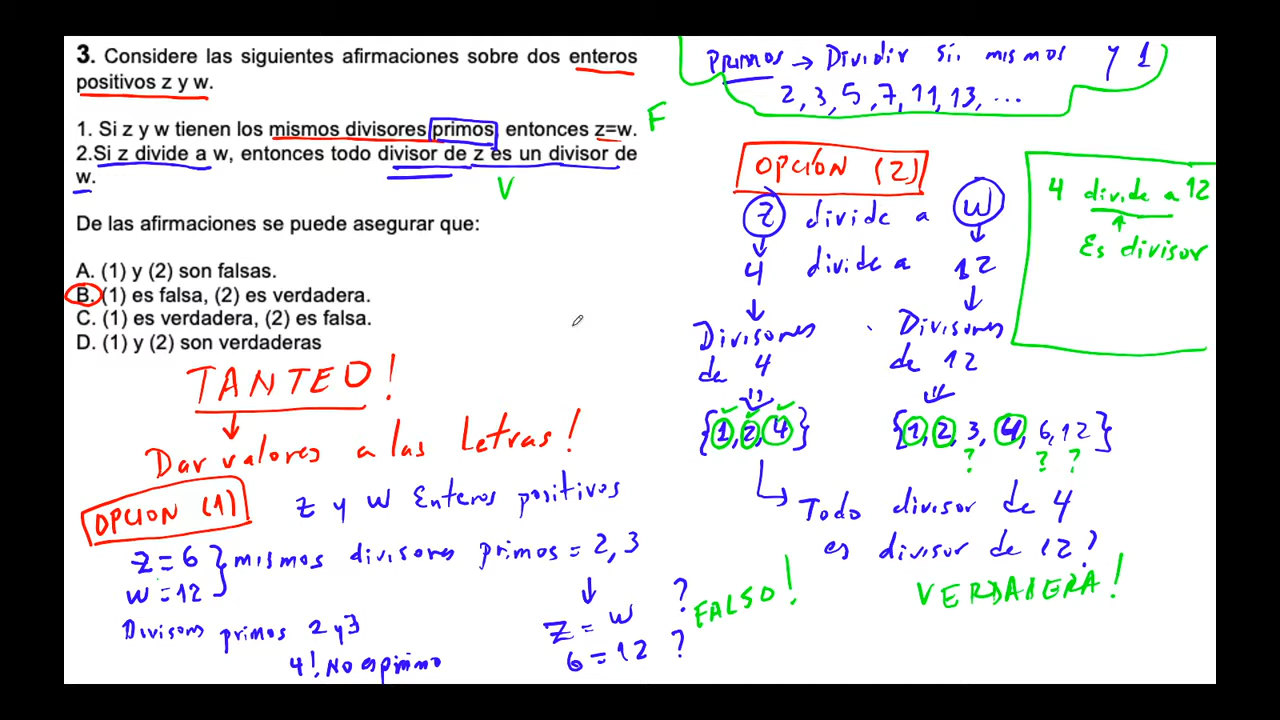 3. Considere las siguientes afirmaciones sobre dos enteros
positivos z y w.
1. Si z y w tienen los mismos divisores primos, entonces z=w. F
2.Si z divide a w, entonces todo divisor de z es un divisor de
w.
V
De las afirmaciones se puede asegurar que:
A. (1) y (2) son falsas.
B. (1) es falsa, (2) es verdadera.
C. (1) es verdadera, (2) es falsa.
D. (1) y (2) son verdaderas
TANTEO!
Dar valores a las Letras!
OPCION (1)
z y w Enteros positivos
z = 6 } mismos divisores primos = 2, 3
w = 12
Divisors primos 2 y 3
4!. No es primo
z = w ?
6 = 12 ?
FALSO!
PRIMOS → Dividir Sii mismos y 1
2, 3, 5, 7, 11, 13, ...
OPCIÓN (2)
z divide a w
4 divide a 12
Divisores
de 4
Divisores
de 12
{1, 2, 4}
{1, 2, 3, 4, 6, 12}
? ? ?
Todo divisor de 4
es divisor de 12?
VERDADERA!
4 divide a 12
Es divisor